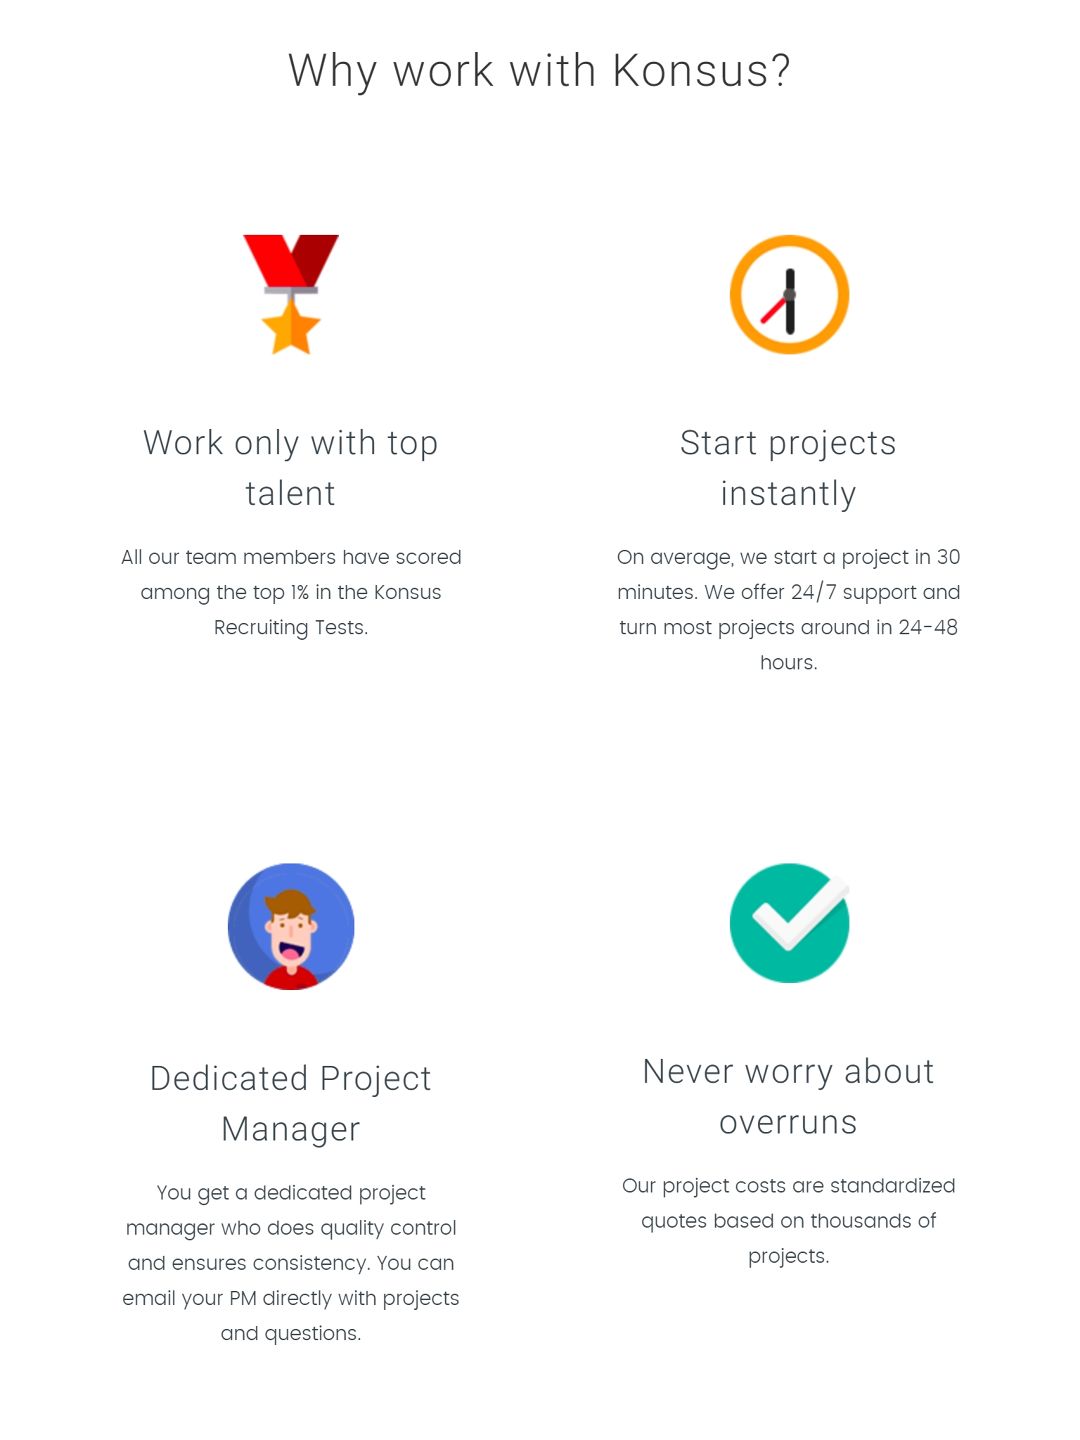 Why work with Konsus?
Work only with top
talent
All our team members have scored
among the top 1% in the Konsus
Recruiting Tests.
Start projects
instantly
On average, we start a project in 30
minutes. We offer 24/7 support and
turn most projects around in 24-48
hours.
Dedicated Project
Manager
You get a dedicated project
manager who does quality control
and ensures consistency. You can
email your PM directly with projects
and questions.
Never worry about
overruns
Our project costs are standardized
quotes based on thousands of
projects.